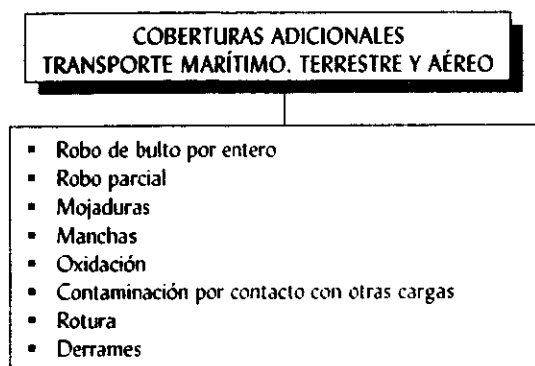 COBERTURAS ADICIONALES
TRANSPORTE MARÍTIMO. TERRESTRE Y AÉREO
▪ Robo de bulto por entero
▪ Robo parcial
▪ Mojaduras
▪ Manchas
▪ Oxidación
▪ Contaminación por contacto con otras cargas
▪ Rotura
▪ Derrames